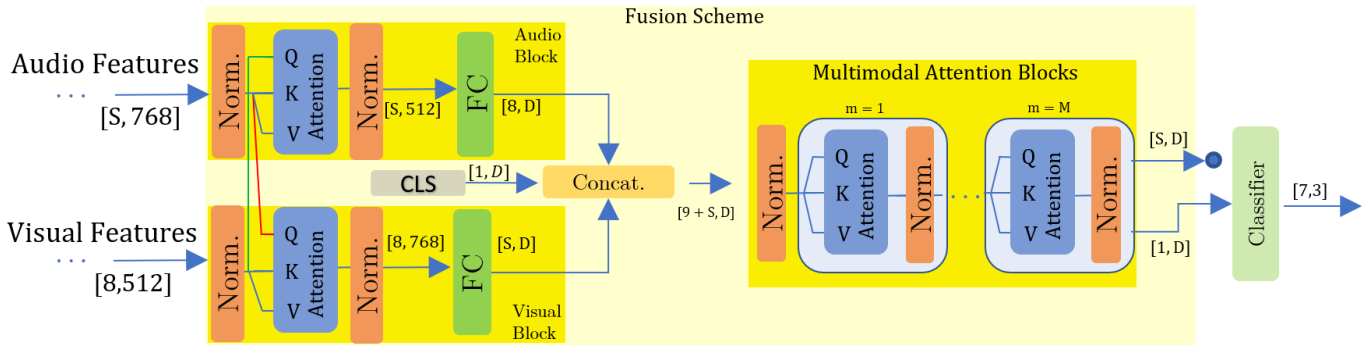 Fusion Scheme
Audio Features
. . .
[S, 768]
Norm.
Q
K
V
Attention
Norm.
[S, 512]
FC
Audio
Block
[8, D]
CLS
[1, D]
Concat.
[9 + S, D]
Visual Features
. . .
[8,512]
Norm.
Q
K
V
Attention
Norm.
[8, 768]
FC
[S, D]
Visual
Block
Multimodal Attention Blocks
m = 1
m = M
Norm.
Q
K
V
Attention
Norm.
. . .
Q
K
V
Attention
Norm.
[S, D]
[1, D]
Classifier
[7,3]